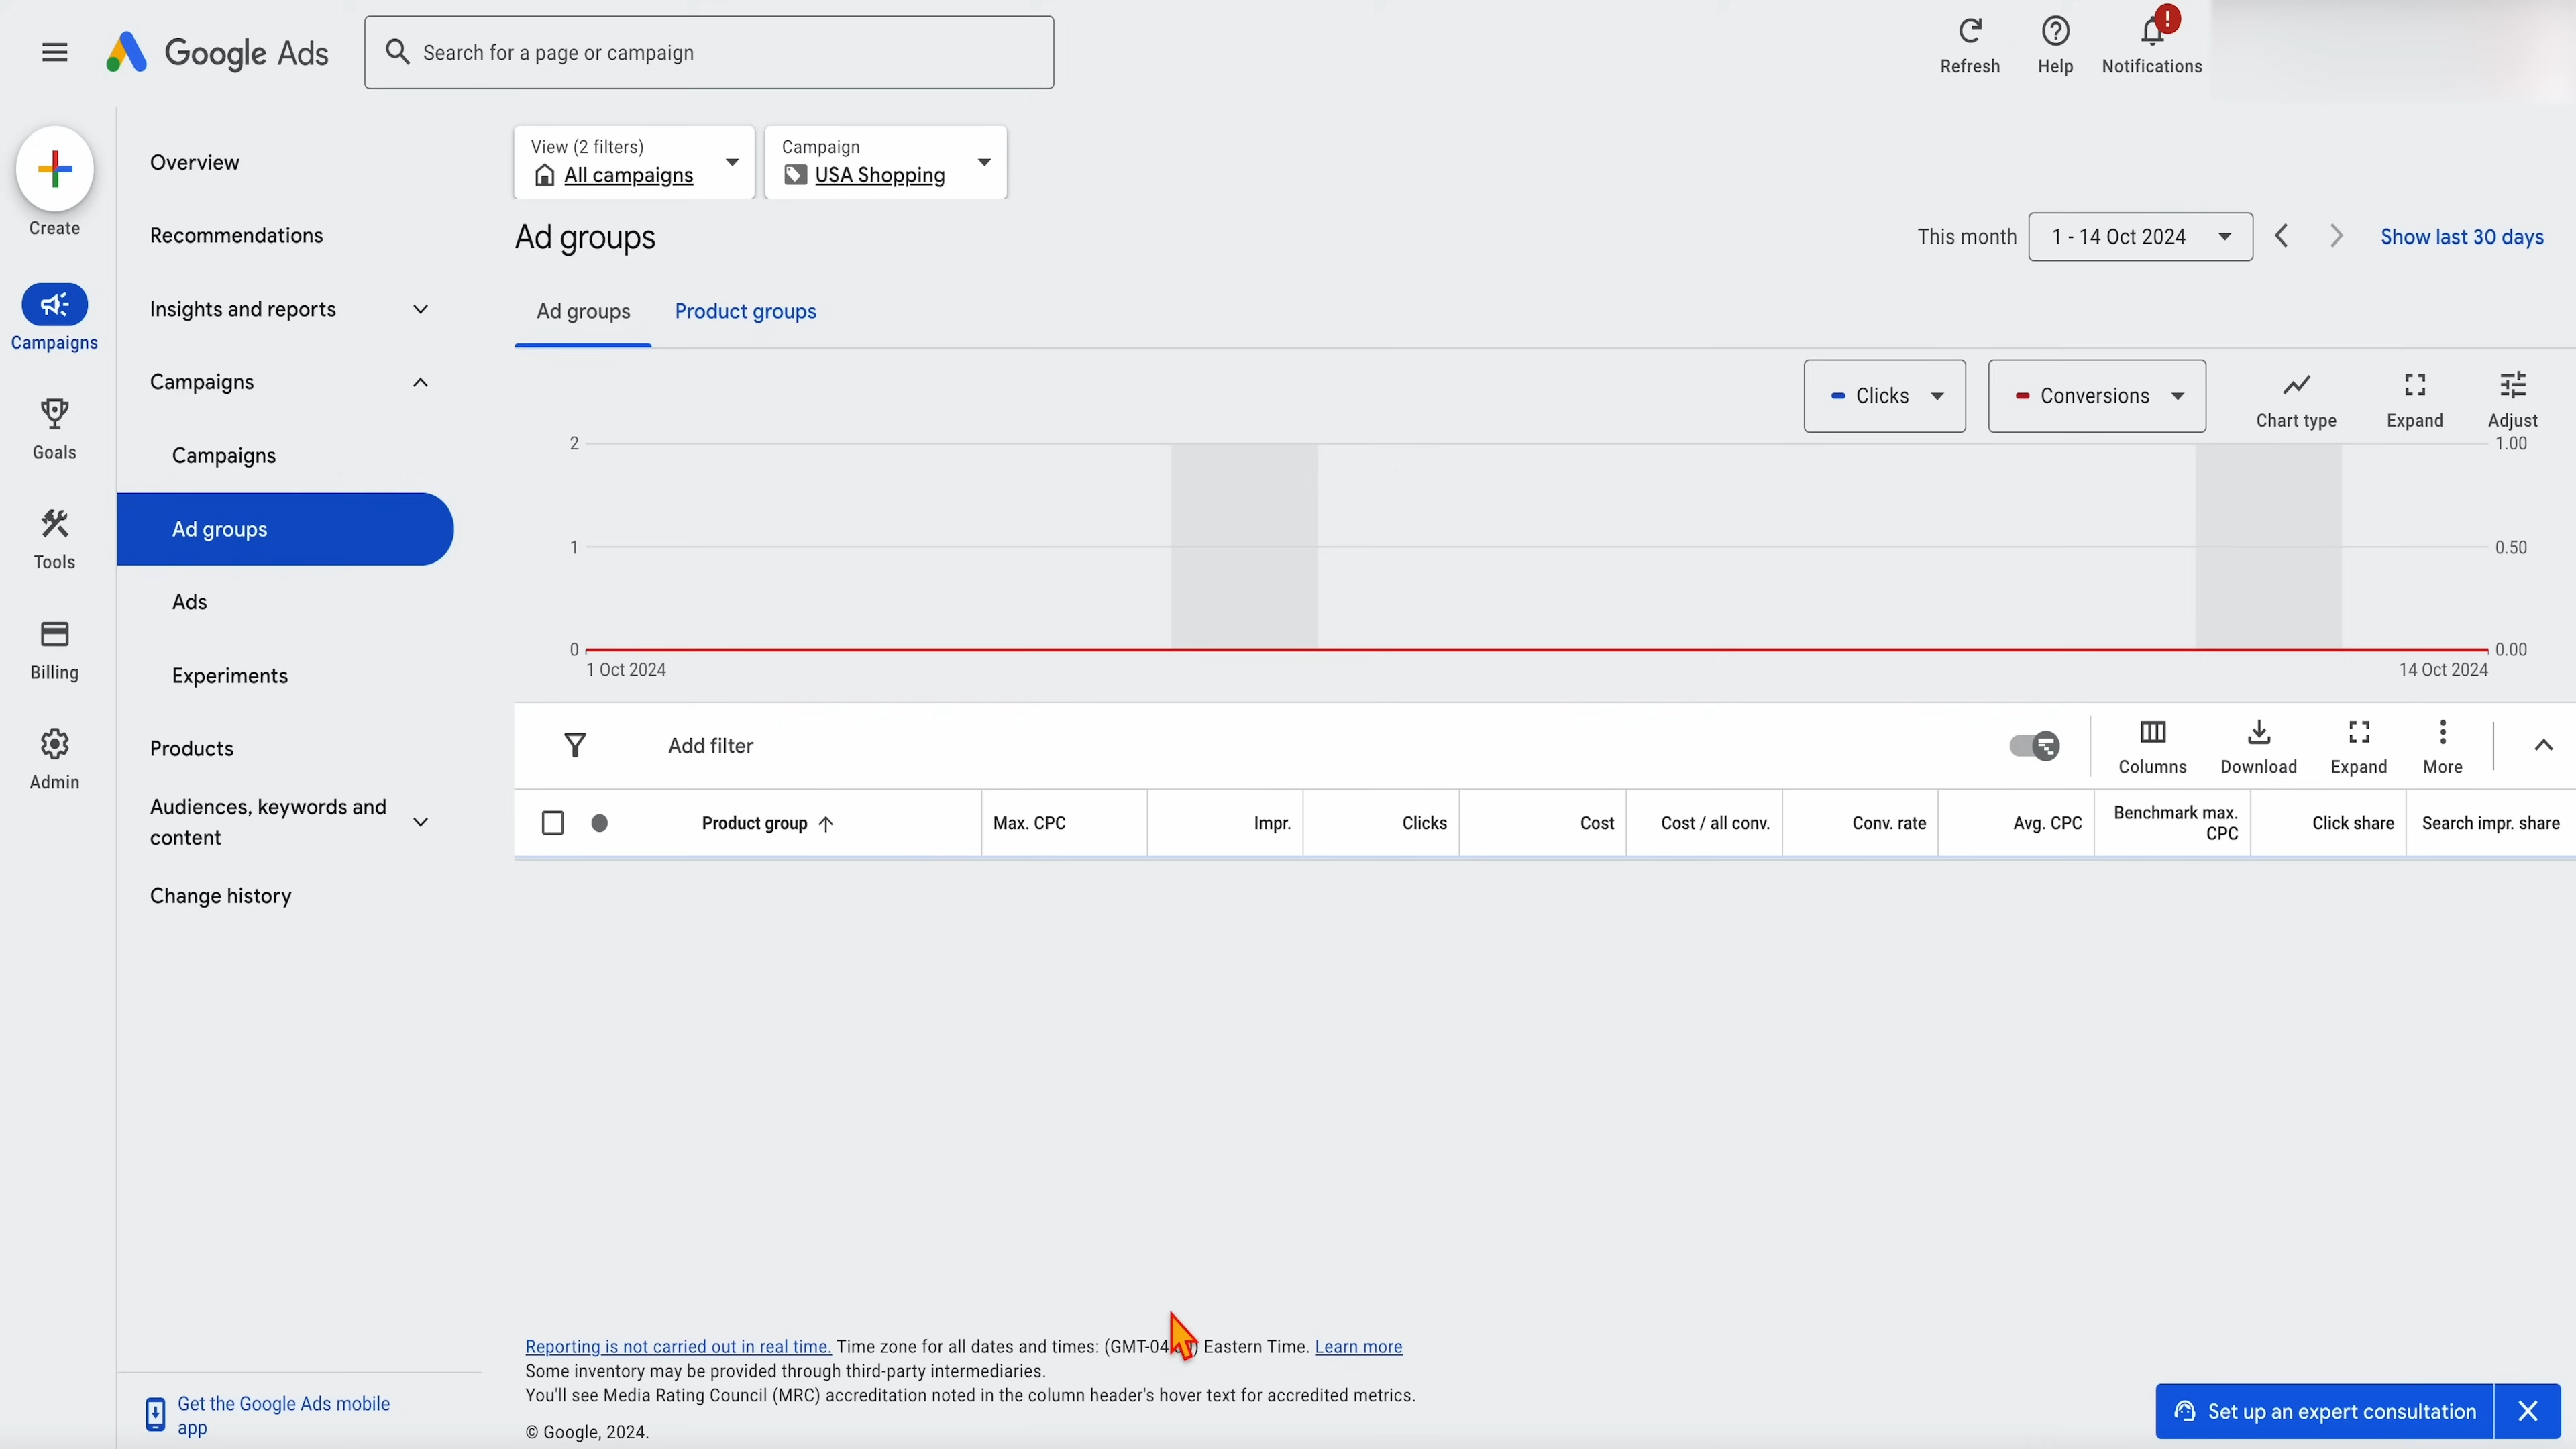 Google Ads
Search for a page or campaign
Refresh
Help
!
Notifications
Create
Campaigns
Goals
Tools
Billing
Admin
Overview
Recommendations
Insights and reports
Campaigns
Campaigns
Ad groups
Ads
Experiments
Products
Audiences, keywords and
content
Change history
Get the Google Ads mobile
app
View (2 filters)
All campaigns
Campaign
USA Shopping
Ad groups
This month
1 - 14 Oct 2024
Show last 30 days
Ad groups
Product groups
Clicks
Conversions
Chart type
Expand
Adjust
2
1.00
1
0.50
0
0.00
1 Oct 2024
14 Oct 2024
Add filter
Columns
Download
Expand
More
Product group
Max. CPC
Impr.
Clicks
Cost
Cost / all conv.
Conv. rate
Avg. CPC
Benchmark max.
CPC
Click share
Search impr. share
Reporting is not carried out in real time. Time zone for all dates and times: (GMT-04 Eastern Time. Learn more
Some inventory may be provided through third-party intermediaries.
You'll see Media Rating Council (MRC) accreditation noted in the column header's hover text for accredited metrics.
© Google, 2024.
Set up an expert consultation